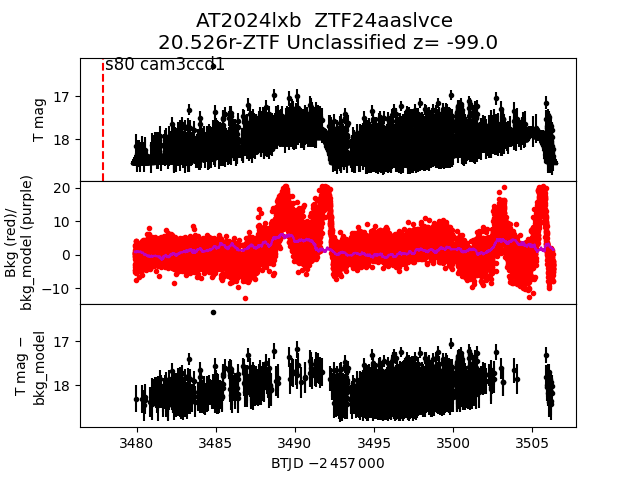 AT2024lxb  ZTF24aaslvce
20.526r-ZTF Unclassified z= -99.0
s80 cam3ccd1
T mag
17
18
Bkg (red)/
bkg_model (purple)
20
10
0
−10
T mag −
bkg_model
17
18
3480 3485 3490 3495 3500 3505
BTJD −2 457 000